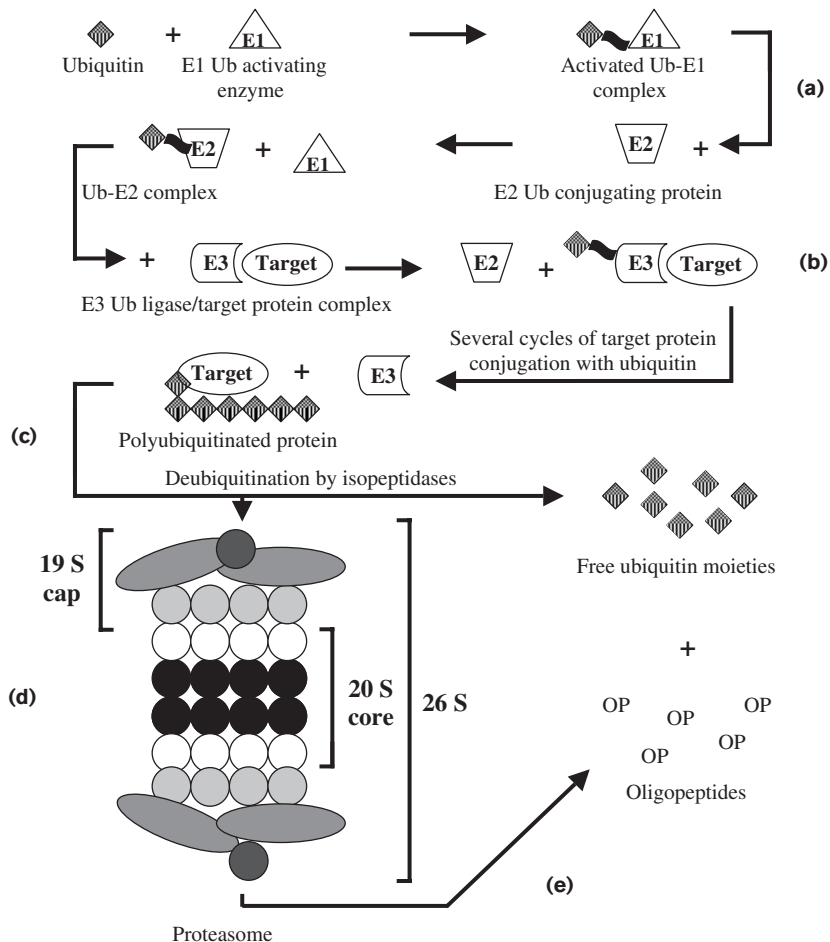 + E1 E1
Ubiquitin E1 Ub activating enzyme Activated Ub-E1 complex
(a)
E2 + E1 E2 +
Ub-E2 complex E2 Ub conjugating protein
+ E3 Target E2 + E3 Target (b)
E3 Ub ligase/target protein complex
Several cycles of target protein
conjugation with ubiquitin
Target + E3
Polyubiquitinated protein
(c)
Deubiquitination by isopeptidases
19 S
cap
Free ubiquitin moieties
+
(d)
20 S
core
26 S
OP OP OP OP OP
Oligopeptides
(e)
Proteasome